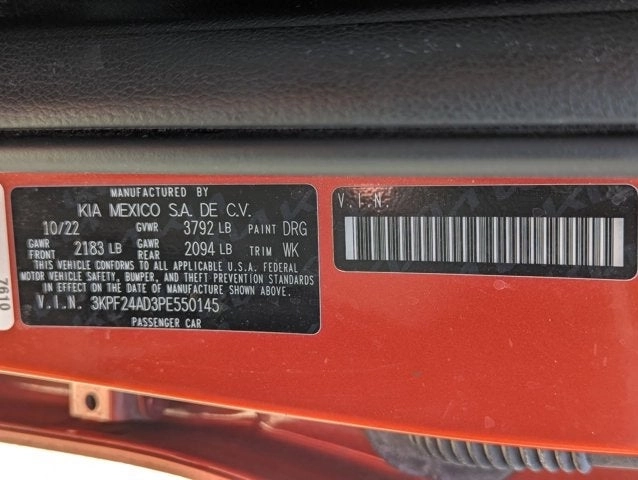 MANUFACTURED BY
KIA MEXICO S.A. DE C.V.
10/22 GVWR 3792 LB PAINT DRG
GAWR FRONT 2183 LB GAWR REAR 2094 LB TRIM WK
THIS VEHICLE CONFORMS TO ALL APPLICABLE U.S.A. FEDERAL
MOTOR VEHICLE SAFETY, BUMPER, AND THEFT PREVENTION STANDARDS
IN EFFECT ON THE DATE OF MANUFACTURE SHOWN ABOVE.
V.I.N. 3KPF24AD3PE550145
PASSENGER CAR
V.I.N.
7610